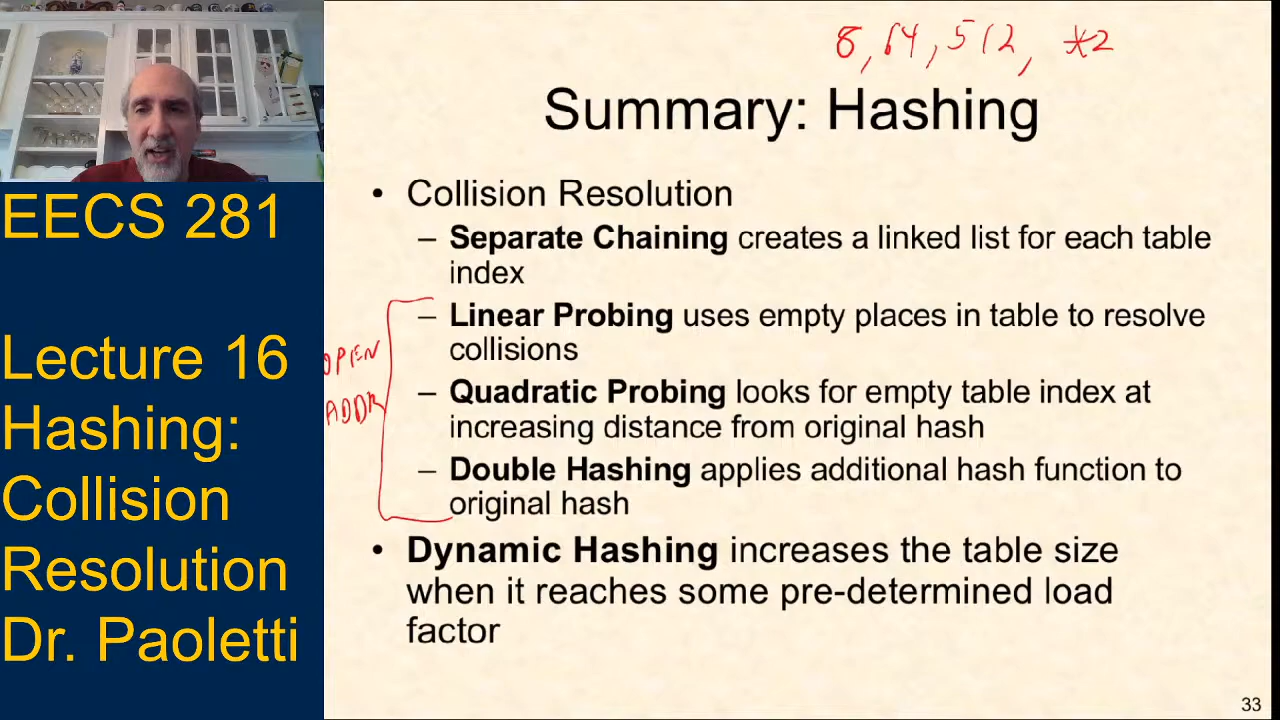 EECS 281
Lecture 16
Hashing:
Collision
Resolution
Dr. Paoletti
8, 64, 512, *2
Summary: Hashing
• Collision Resolution
– Separate Chaining creates a linked list for each table
index
– Linear Probing uses empty places in table to resolve
collisions
– Quadratic Probing looks for empty table index at
increasing distance from original hash
– Double Hashing applies additional hash function to
original hash
OPEN
ADDR
• Dynamic Hashing increases the table size
when it reaches some pre-determined load
factor
33